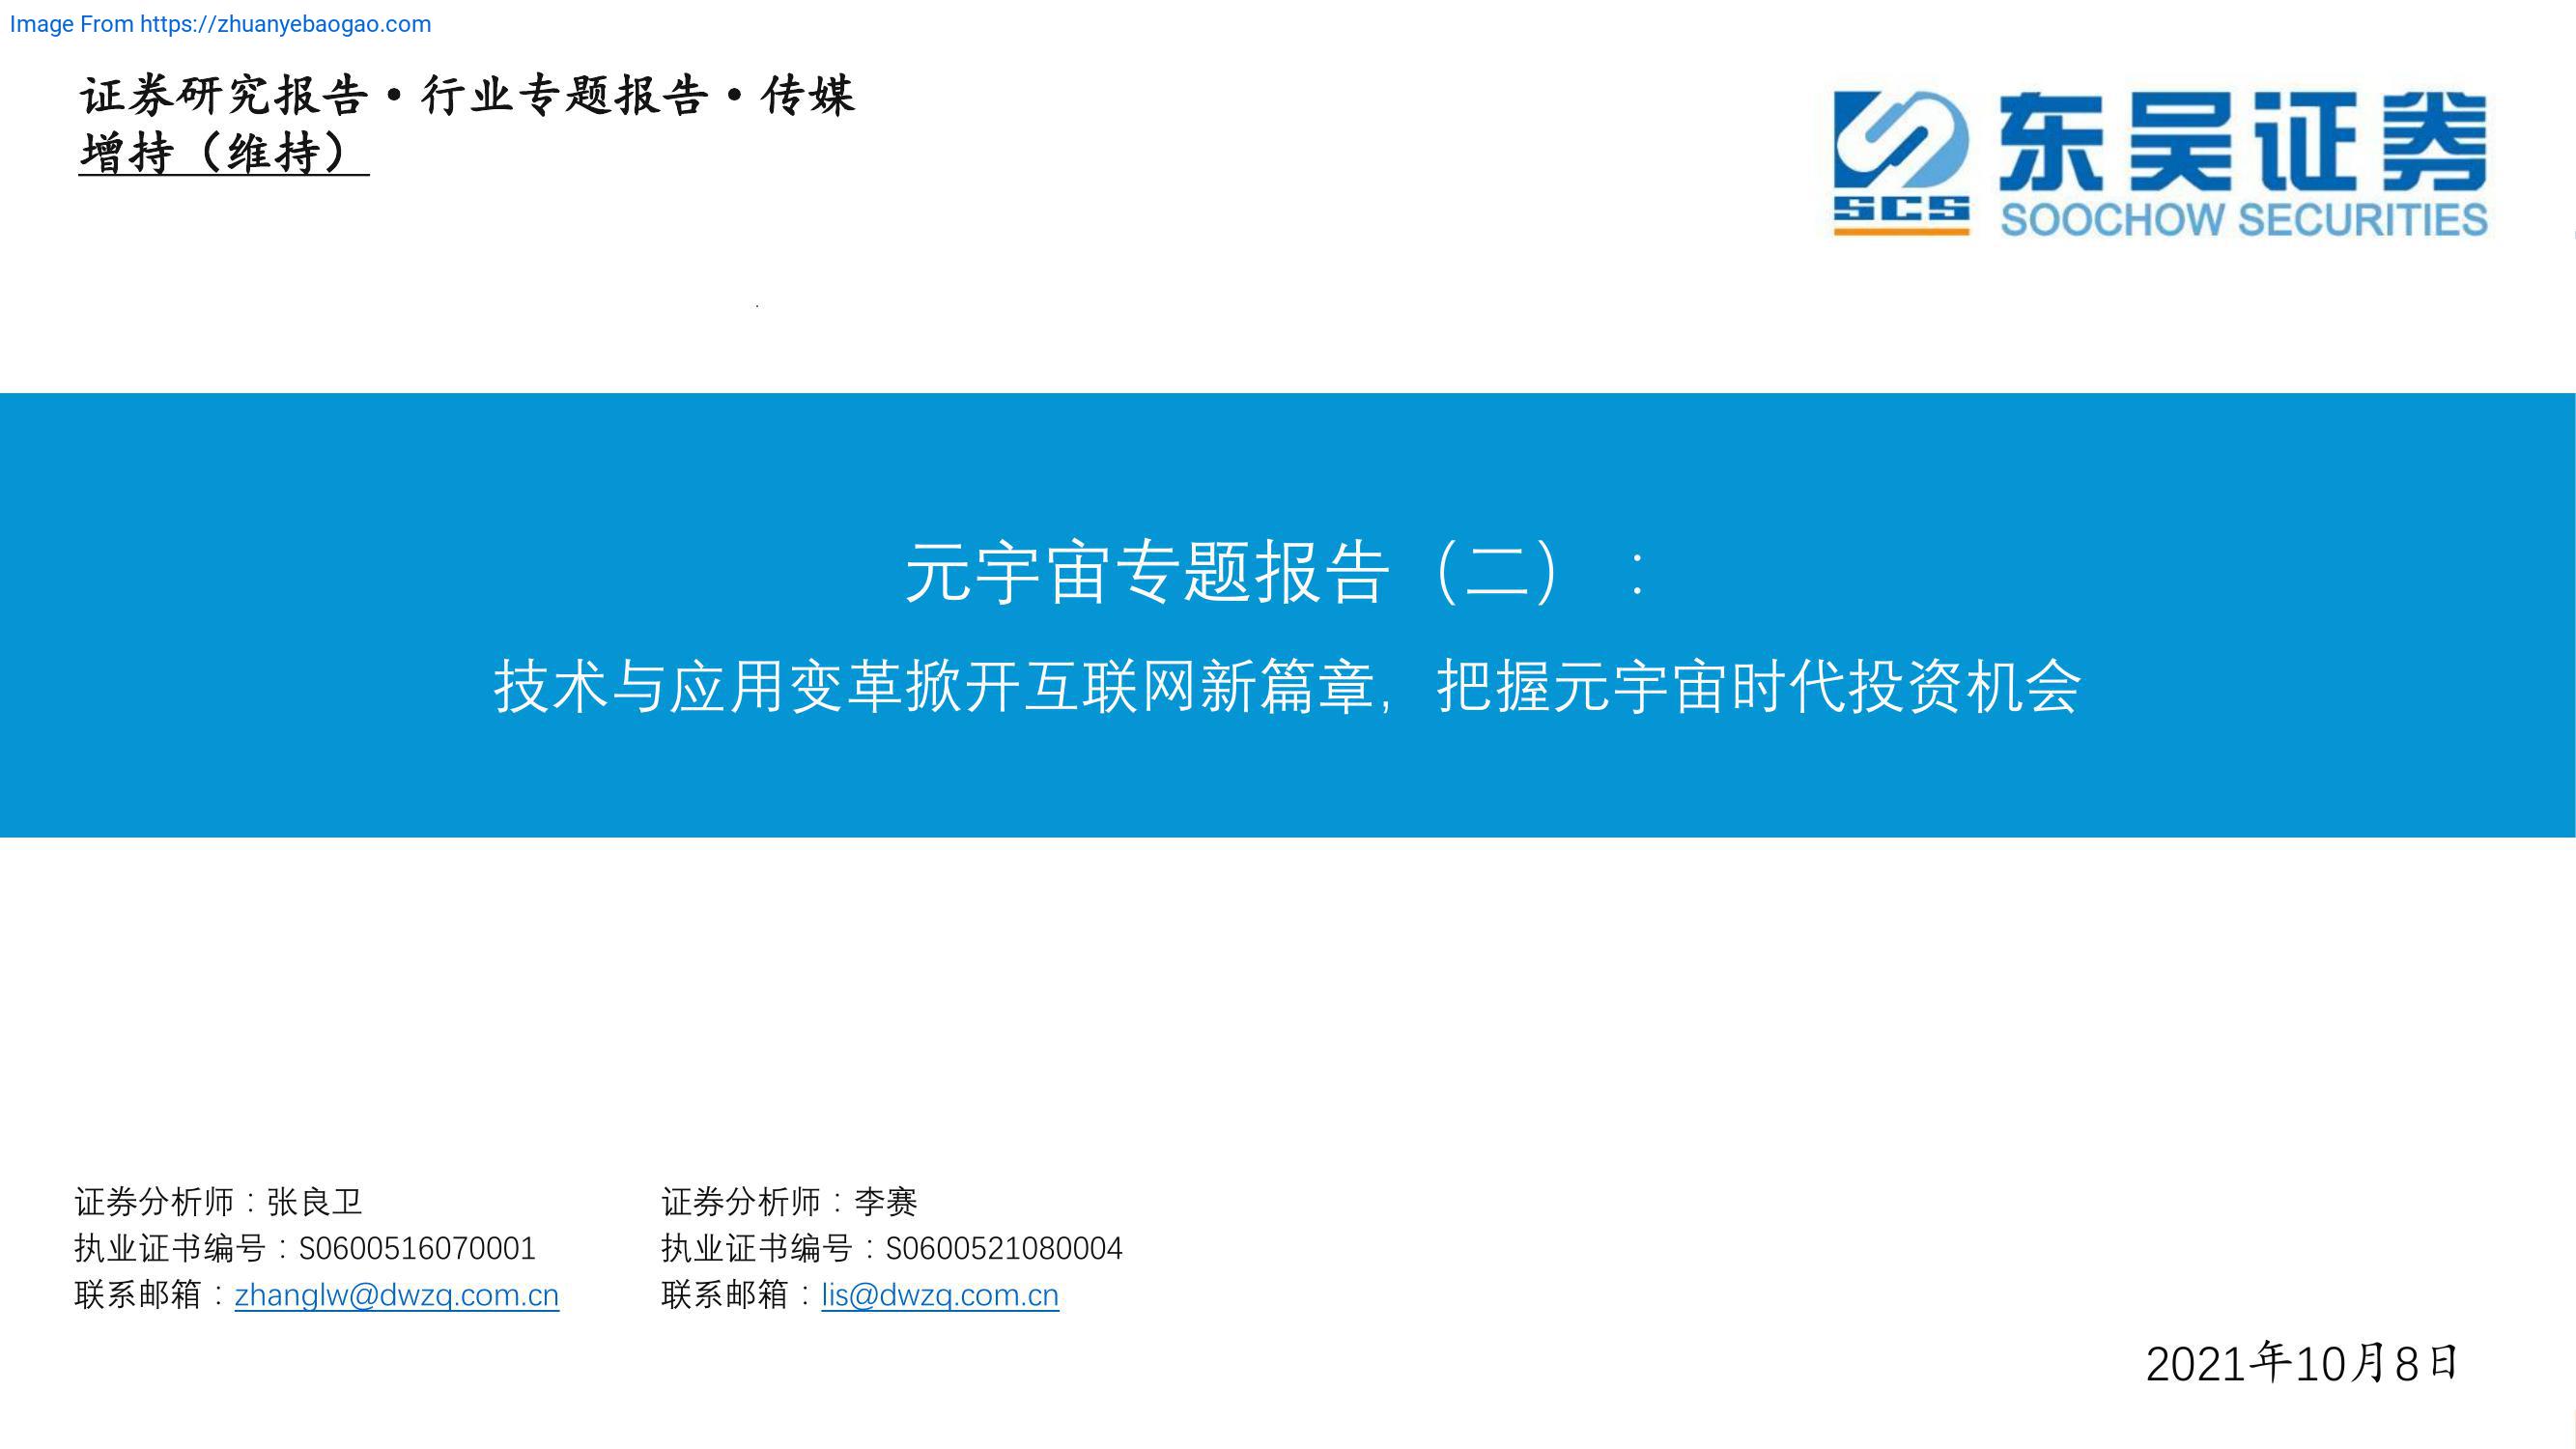 Image From https://zhuanyebaogao.com
证券研究报告·行业专题报告·传媒
增持（维持）
SCS
东吴证券
SOOCHOW SECURITIES
元宇宙专题报告（二）：
技术与应用变革掀开互联网新篇章，把握元宇宙时代投资机会
证券分析师：张良卫
执业证书编号：S0600516070001
联系邮箱：zhanglw@dwzq.com.cn
证券分析师：李赛
执业证书编号：S0600521080004
联系邮箱：lis@dwzq.com.cn
2021年10月8日